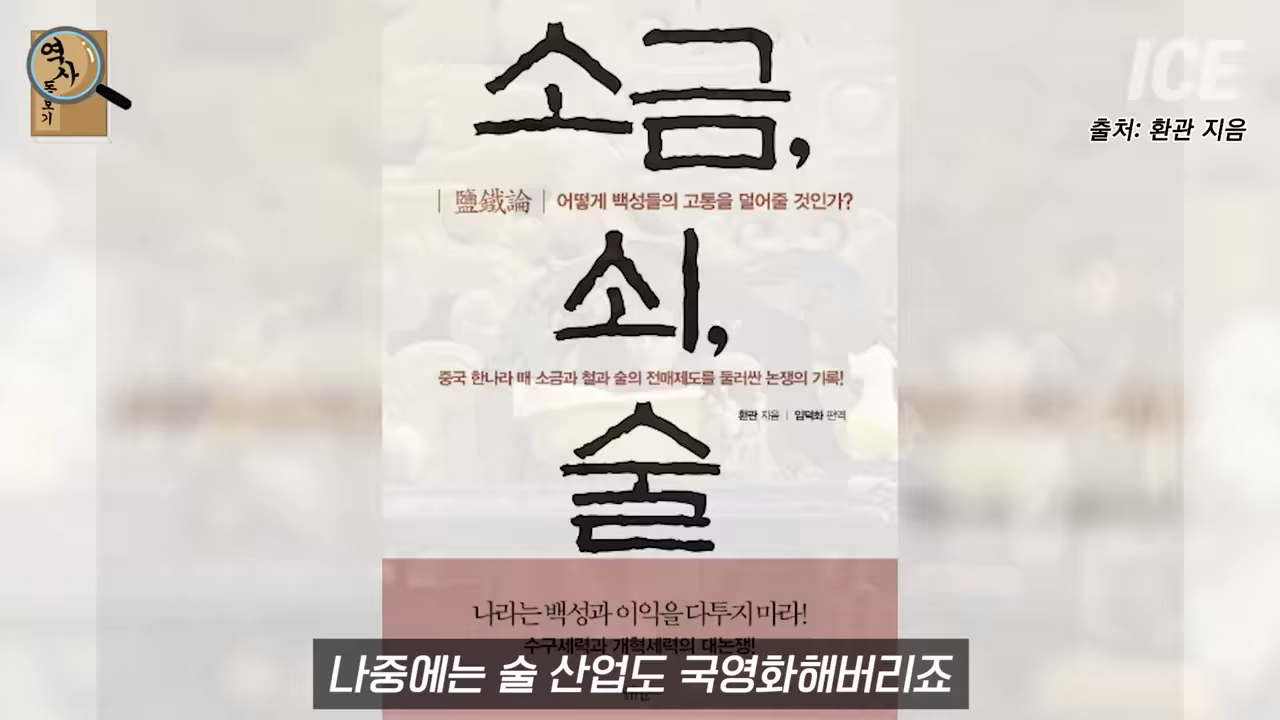 역사
돋보기
ICE
출처: 환관 지음
소금,
鹽鐵論 어떻게 백성들의 고통을 덜어줄 것인가?
쇠,
중국 한나라 때 소금과 철과 술의 전매제도를 둘러싼 논쟁의 기록!
환관 지음 | 임덕화 편역
술
나라는 백성과 이익을 다투지 마라!
수구세력과 개혁세력의 대논쟁!
나중에는 술 산업도 국영화해버리죠